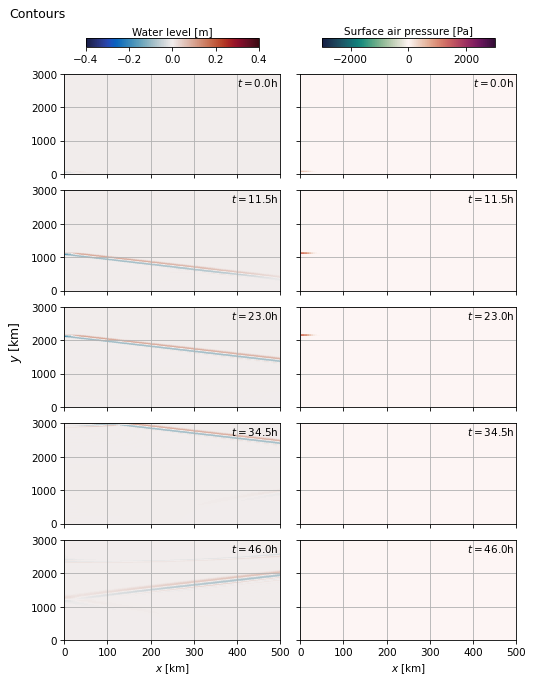 Contours
Water level [m]
Surface air pressure [Pa]
−0.4 −0.2 0.0 0.2 0.4
−2000 0 2000
3000
2000
1000
0
t = 0.0h
t = 0.0h
3000
2000
1000
0
t = 11.5h
t = 11.5h
y [km]
3000
2000
1000
0
t = 23.0h
t = 23.0h
3000
2000
1000
0
t = 34.5h
t = 34.5h
3000
2000
1000
0
t = 46.0h
t = 46.0h
0 100 200 300 400 500
0 100 200 300 400 500
x [km]
x [km]